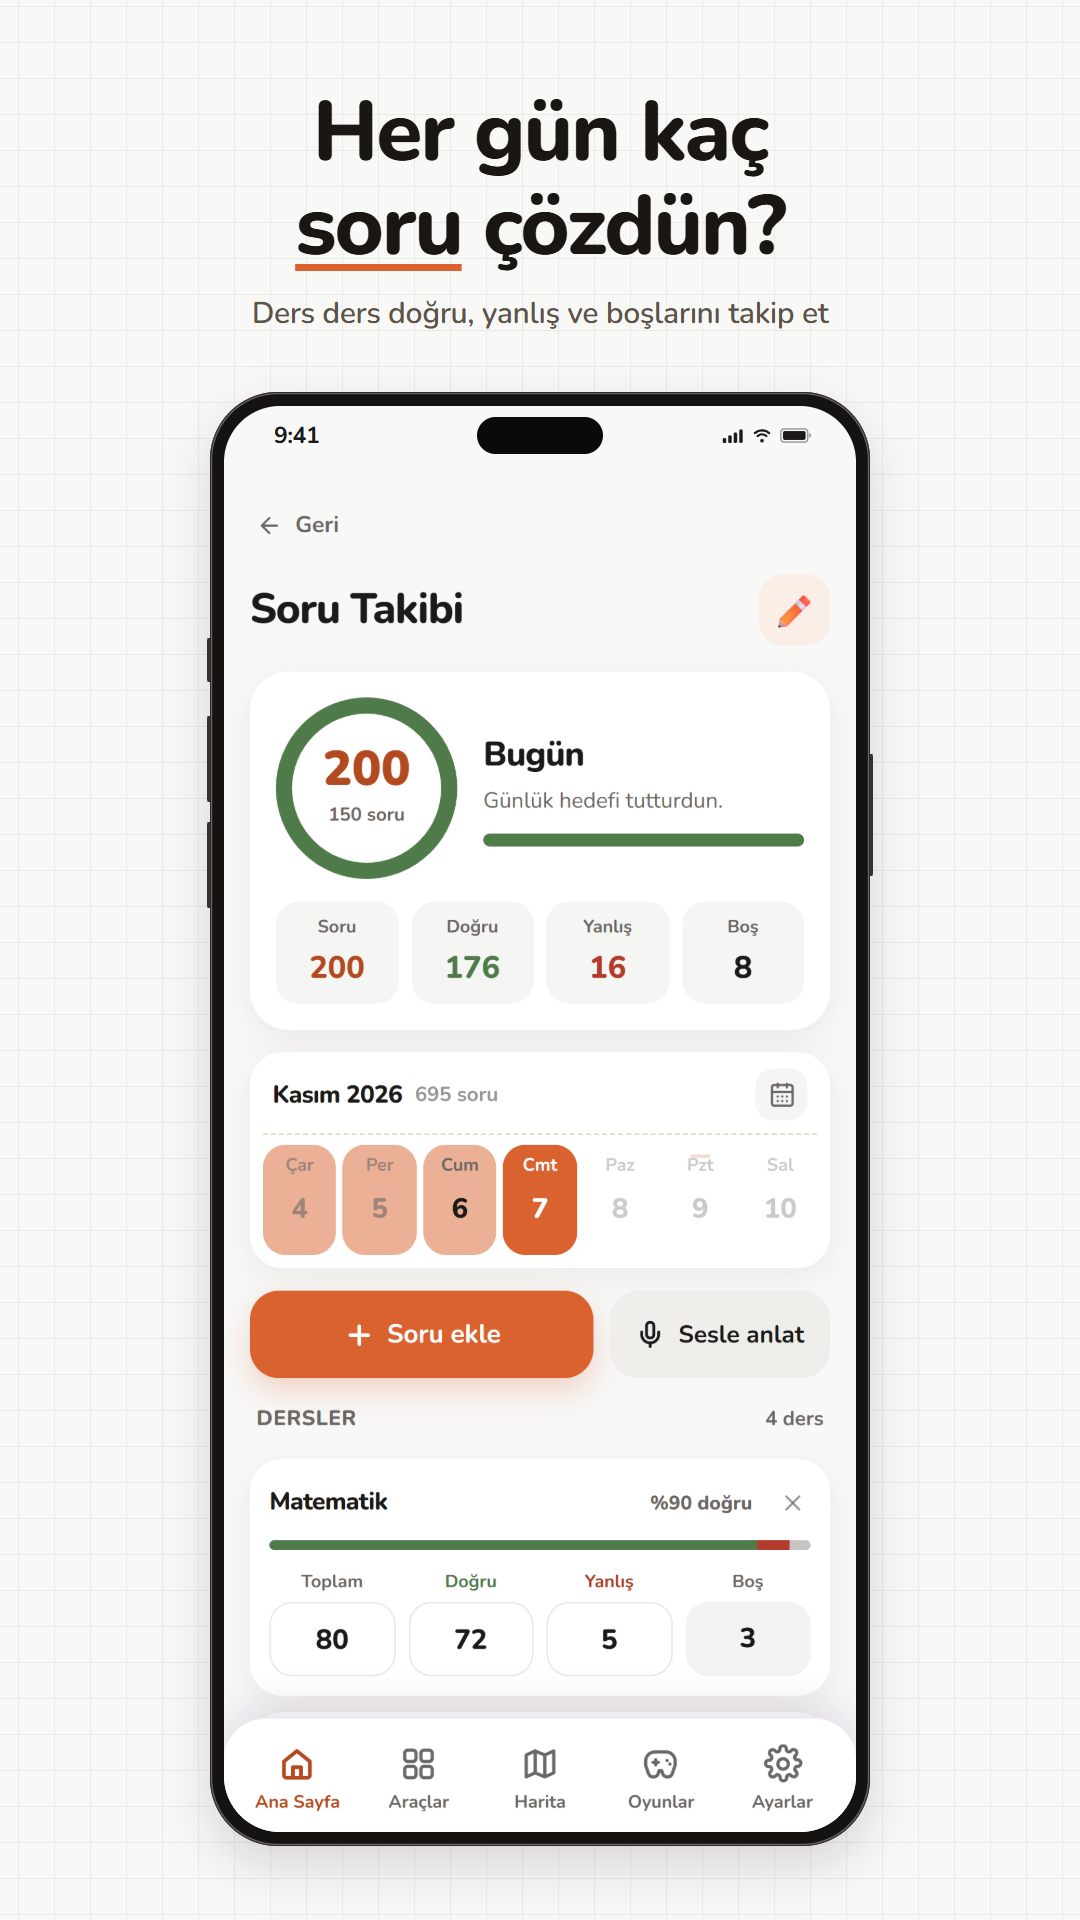 Her gün kaç
soru çözdün?
Ders ders doğru, yanlış ve boşlarını takip et
9:41
Geri
Soru Takibi
200
150 soru
Bugün
Günlük hedefi tutturdun.
Soru Doğru Yanlış Boş
200 176 16 8
Kasım 2026 695 soru
Çar Per Cum Cmt Paz Pzt Sal
4 5 6 7 8 9 10
Soru ekle Sesle anlat
DERSLER 4 ders
Matematik %90 doğru
Toplam Doğru Yanlış Boş
80 72 5 3
Ana Sayfa Araçlar Harita Oyunlar Ayarlar